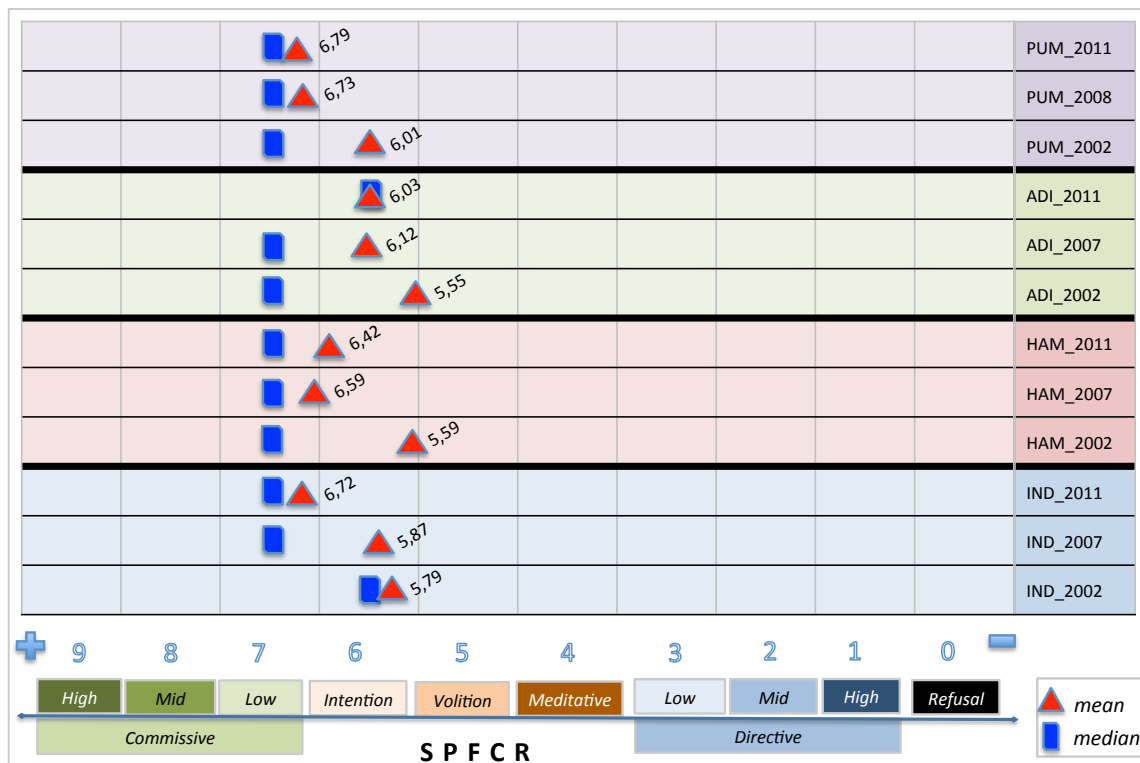 6,79 PUM_2011
6,73 PUM_2008
6,01 PUM_2002
6,03 ADI_2011
6,12 ADI_2007
5,55 ADI_2002
6,42 HAM_2011
6,59 HAM_2007
5,59 HAM_2002
6,72 IND_2011
5,87 IND_2007
5,79 IND_2002
9 8 7 6 5 4 3 2 1 0
High Mid Low Intention Volition Meditative Low Mid High Refusal
Commissive Directive
S P F C R
mean
median